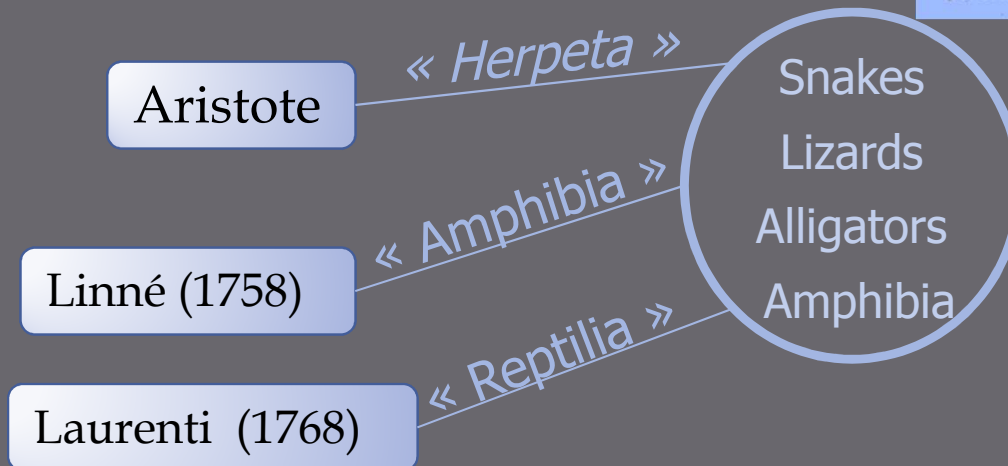 Aristote
« Herpeta »
Linné (1758)
« Amphibia »
Laurenti (1768)
« Reptilia »
Snakes
Lizards
Alligators
Amphibia